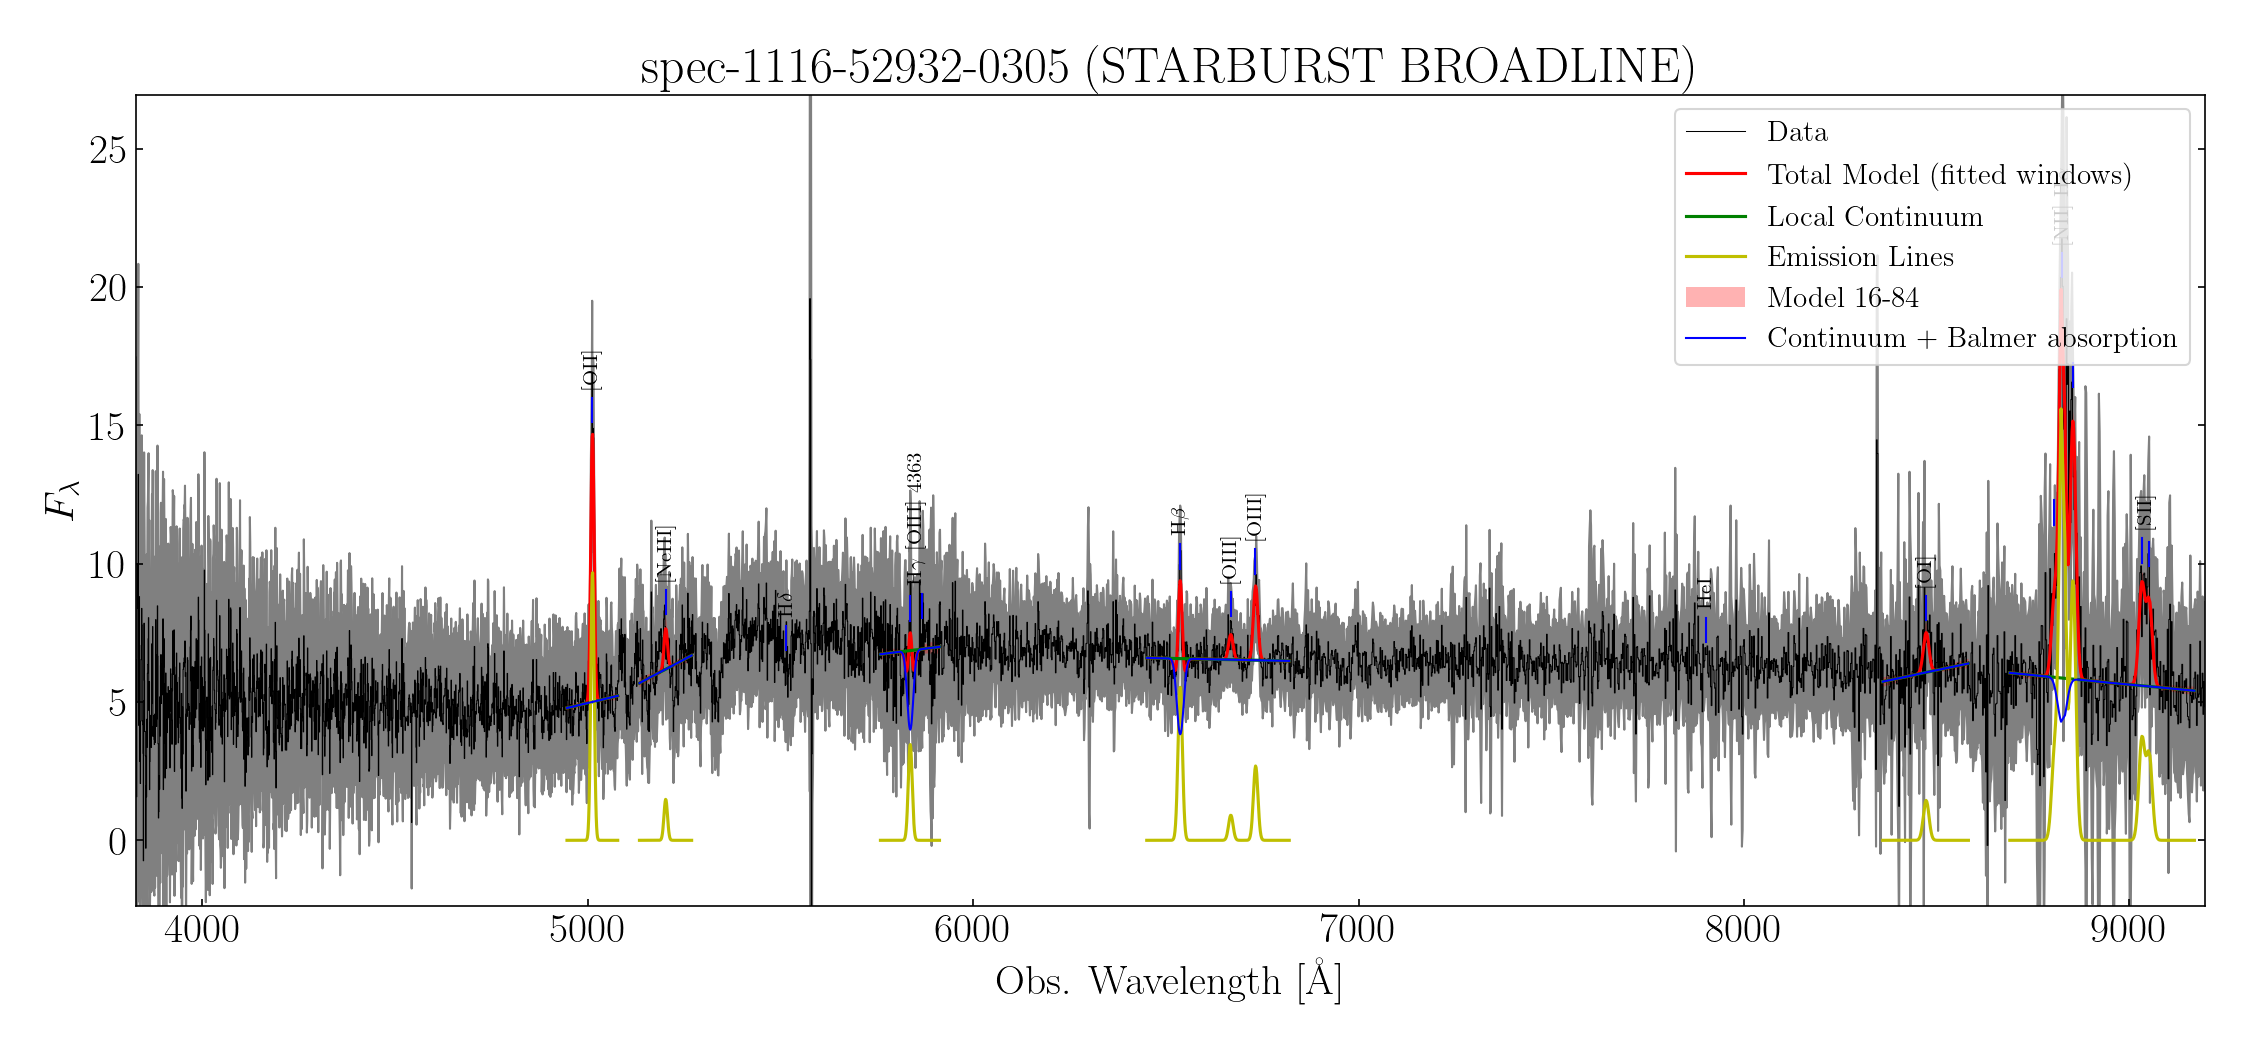 spec-1116-52932-0305 (STARBURST BROADLINE)
Data
Total Model (fitted windows)
Local Continuum
Emission Lines
Model 16-84
Continuum + Balmer absorption
[OII]
[NeIII]
Hδ
Hγ [OIII] 4363
Hβ
[OIII]
[OIII]
HeI
[OI]
[NII]
[SII]
25
20
15
10
5
0
Fλ
4000
5000
6000
7000
8000
9000
Obs. Wavelength [Å]